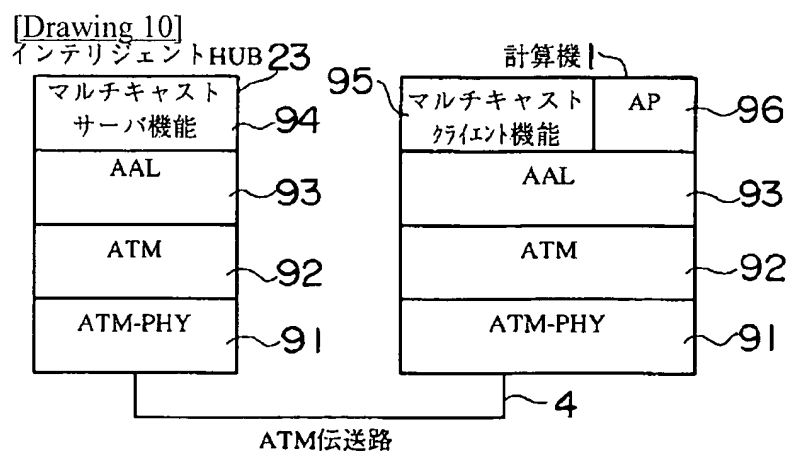 [Drawing 10]
インテリジェントHUB 23
マルチキャスト
サーバ機能
94
AAL
93
ATM
92
ATM-PHY
91
計算機 1
95
マルチキャスト
クライエント機能
AP
96
AAL
93
ATM
92
ATM-PHY
91
4
ATM伝送路